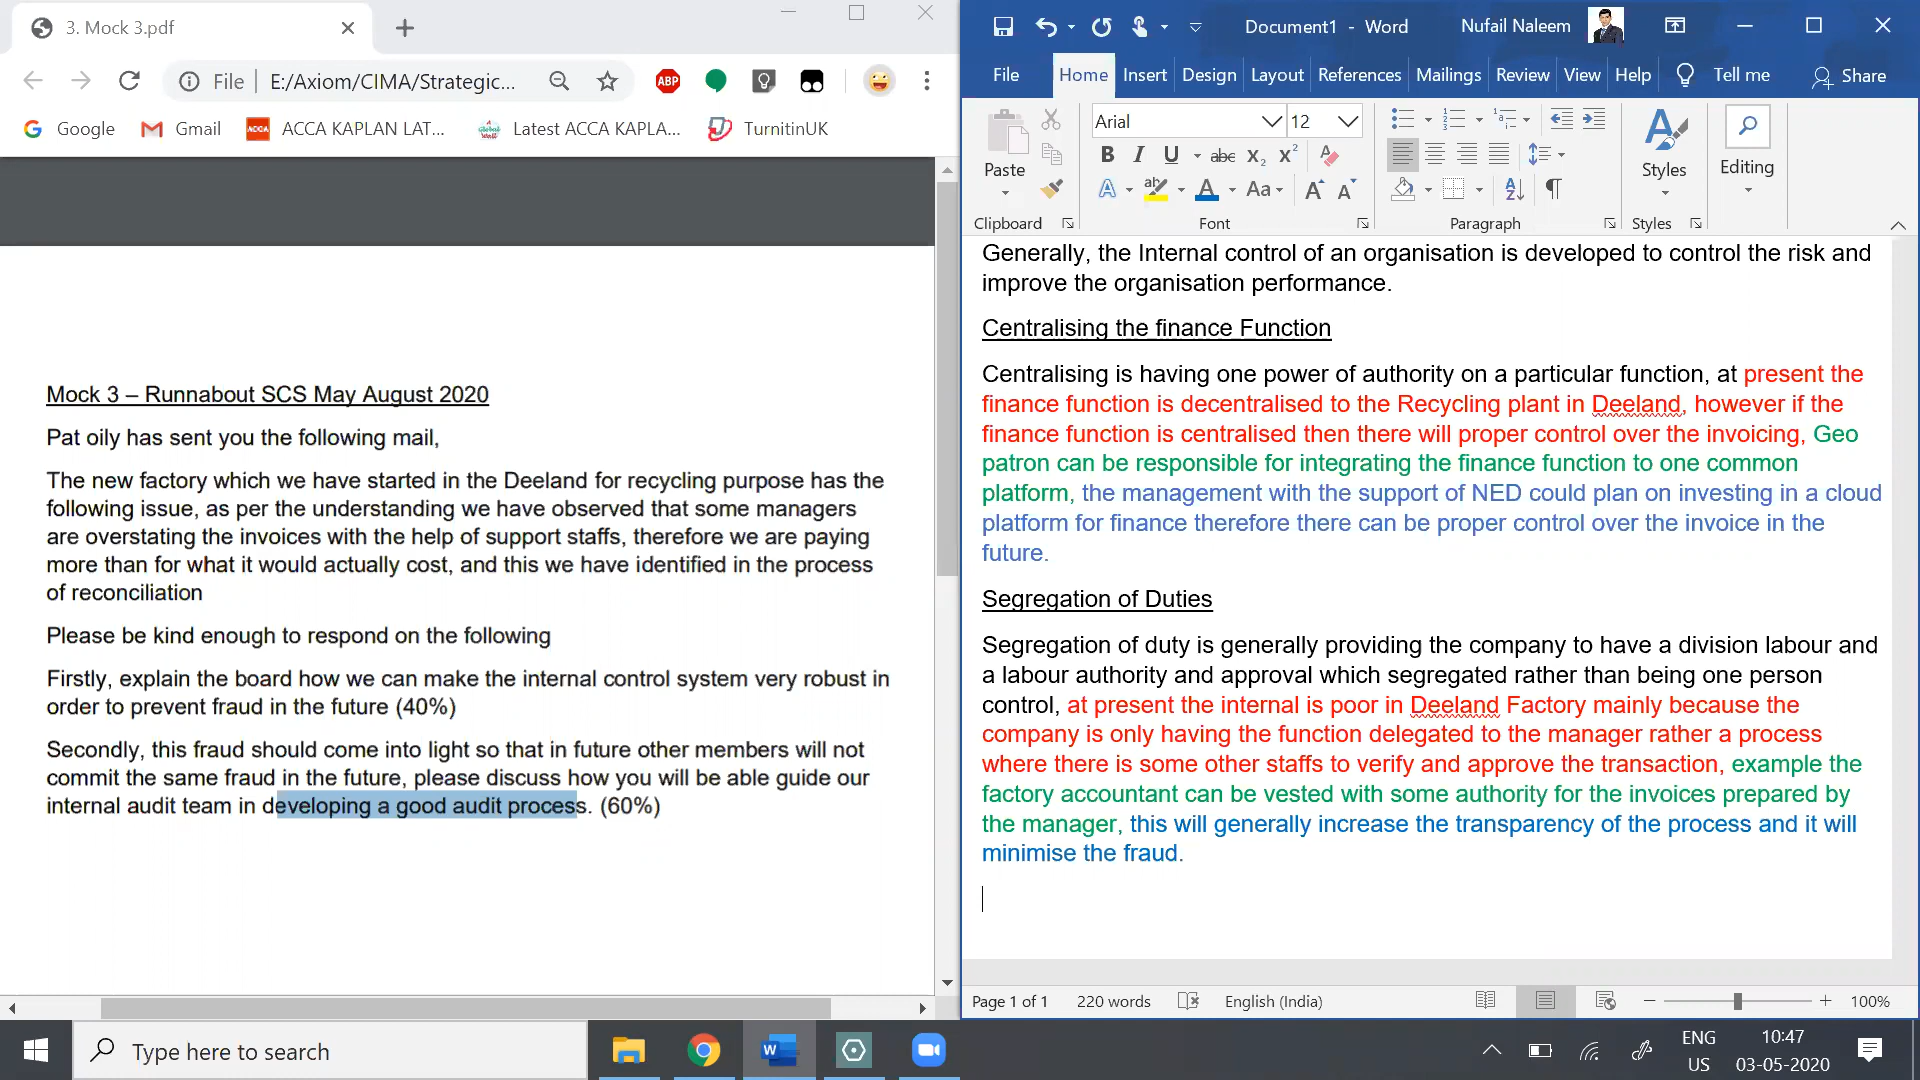 3. Mock 3.pdf
File
E:/Axiom/CIMA/Strategic...
ABP
Google
Gmail
ACCA
ACCA KAPLAN LAT...
Latest ACCA KAPLA...
TurnitinUK
Mock 3 – Runnabout SCS May August 2020
Pat oily has sent you the following mail,
The new factory which we have started in the Deeland for recycling purpose has the
following issue, as per the understanding we have observed that some managers
are overstating the invoices with the help of support staffs, therefore we are paying
more than for what it would actually cost, and this we have identified in the process
of reconciliation
Please be kind enough to respond on the following
Firstly, explain the board how we can make the internal control system very robust in
order to prevent fraud in the future (40%)
Secondly, this fraud should come into light so that in future other members will not
commit the same fraud in the future, please discuss how you will be able guide our
internal audit team in developing a good audit process. (60%)
Document1 - Word
Nufail Naleem
File Home Insert Design Layout References Mailings Review View Help Tell me Share
Paste
Clipboard
Arial
12
B I U abc X2 X2
A ab A Aa A A
Font
Paragraph
Styles
Styles
Editing
Generally, the Internal control of an organisation is developed to control the risk and
improve the organisation performance.
Centralising the finance Function
Centralising is having one power of authority on a particular function, at present the
finance function is decentralised to the Recycling plant in Deeland, however if the
finance function is centralised then there will proper control over the invoicing, Geo
patron can be responsible for integrating the finance function to one common
platform, the management with the support of NED could plan on investing in a cloud
platform for finance therefore there can be proper control over the invoice in the
future.
Segregation of Duties
Segregation of duty is generally providing the company to have a division labour and
a labour authority and approval which segregated rather than being one person
control, at present the internal is poor in Deeland Factory mainly because the
company is only having the function delegated to the manager rather a process
where there is some other staffs to verify and approve the transaction, example the
factory accountant can be vested with some authority for the invoices prepared by
the manager, this will generally increase the transparency of the process and it will
minimise the fraud.
Page 1 of 1
220 words
English (India)
100%
Type here to search
W
ENG
US
10:47
03-05-2020